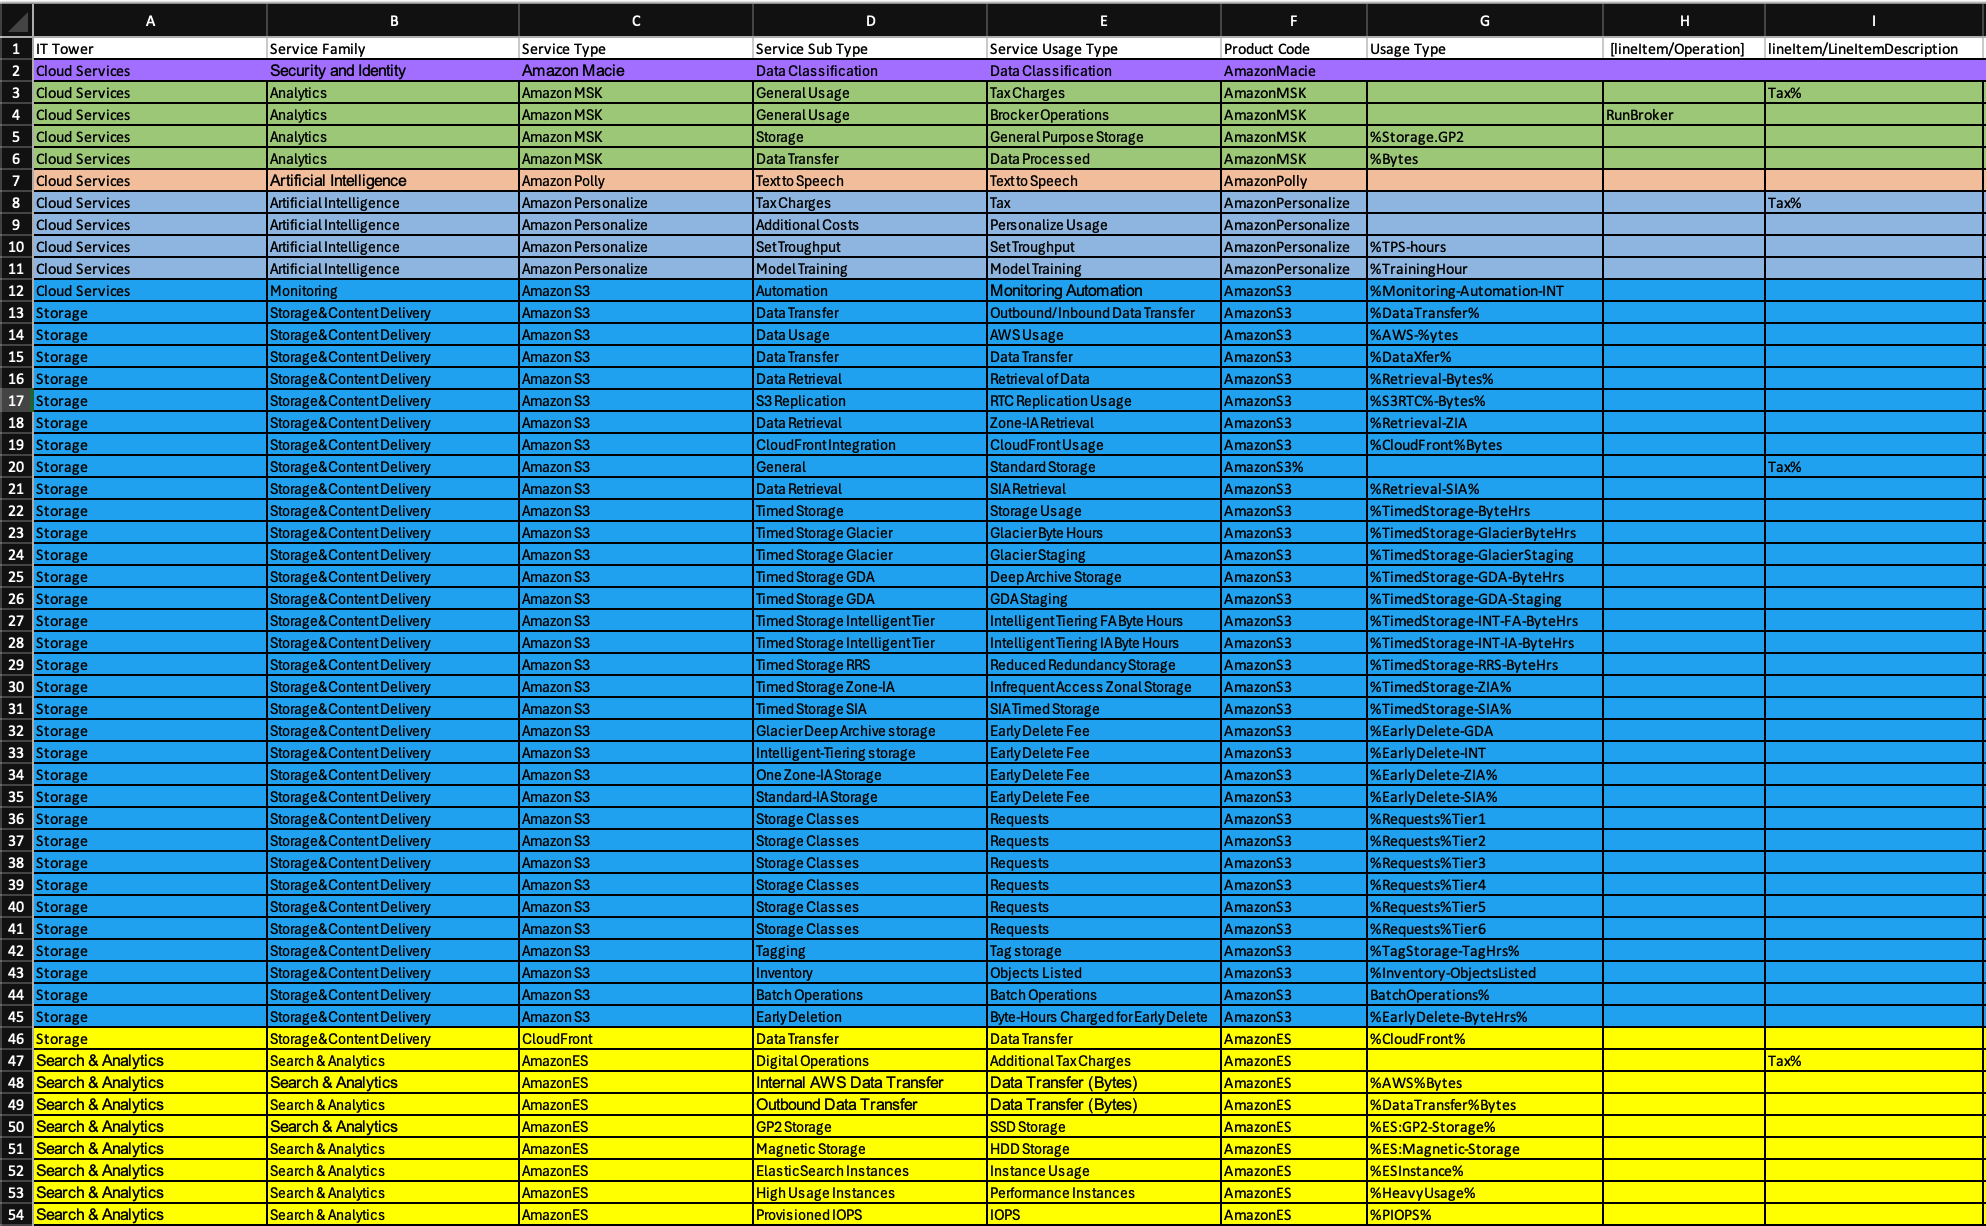 A B C D E F G H I
1 IT Tower Service Family Service Type Service Sub Type Service Usage Type Product Code Usage Type [lineItem/Operation] lineItem/LineItemDescription
2 Cloud Services Security and Identity Amazon Macie Data Classification Data Classification AmazonMacie
3 Cloud Services Analytics Amazon MSK General Usage Tax Charges AmazonMSK Tax%
4 Cloud Services Analytics Amazon MSK General Usage Brocker Operations AmazonMSK RunBroker
5 Cloud Services Analytics Amazon MSK Storage General Purpose Storage AmazonMSK %Storage.GP2
6 Cloud Services Analytics Amazon MSK Data Transfer Data Processed AmazonMSK %Bytes
7 Cloud Services Artificial Intelligence Amazon Polly Text to Speech Text to Speech AmazonPolly
8 Cloud Services Artificial Intelligence Amazon Personalize Tax Charges Tax AmazonPersonalize Tax%
9 Cloud Services Artificial Intelligence Amazon Personalize Additional Costs Personalize Usage AmazonPersonalize
10 Cloud Services Artificial Intelligence Amazon Personalize Set Troughput Set Troughput AmazonPersonalize %TPS-hours
11 Cloud Services Artificial Intelligence Amazon Personalize Model Training Model Training AmazonPersonalize %TrainingHour
12 Cloud Services Monitoring Amazon S3 Automation Monitoring Automation AmazonS3 %Monitoring-Automation-INT
13 Storage Storage & Content Delivery Amazon S3 Data Transfer Outbound/Inbound Data Transfer AmazonS3 %DataTransfer%
14 Storage Storage & Content Delivery Amazon S3 Data Usage AWS Usage AmazonS3 %AWS-%ytes
15 Storage Storage & Content Delivery Amazon S3 Data Transfer Data Transfer AmazonS3 %DataXfer%
16 Storage Storage & Content Delivery Amazon S3 Data Retrieval Retrieval of Data AmazonS3 %Retrieval-Bytes%
17 Storage Storage & Content Delivery Amazon S3 S3 Replication RTC Replication Usage AmazonS3 %S3RTC%-Bytes%
18 Storage Storage & Content Delivery Amazon S3 Data Retrieval Zone-IA Retrieval AmazonS3 %Retrieval-ZIA
19 Storage Storage & Content Delivery Amazon S3 CloudFront Integration CloudFront Usage AmazonS3 %CloudFront%Bytes
20 Storage Storage & Content Delivery Amazon S3 General Standard Storage AmazonS3% Tax%
21 Storage Storage & Content Delivery Amazon S3 Data Retrieval SIA Retrieval AmazonS3 %Retrieval-SIA%
22 Storage Storage & Content Delivery Amazon S3 Timed Storage Storage Usage AmazonS3 %TimedStorage-ByteHrs
23 Storage Storage & Content Delivery Amazon S3 Timed Storage Glacier Glacier Byte Hours AmazonS3 %TimedStorage-GlacierByteHrs
24 Storage Storage & Content Delivery Amazon S3 Timed Storage Glacier Glacier Staging AmazonS3 %TimedStorage-GlacierStaging
25 Storage Storage & Content Delivery Amazon S3 Timed Storage GDA Deep Archive Storage AmazonS3 %TimedStorage-GDA-ByteHrs
26 Storage Storage & Content Delivery Amazon S3 Timed Storage GDA GDA Staging AmazonS3 %TimedStorage-GDA-Staging
27 Storage Storage & Content Delivery Amazon S3 Timed Storage Intelligent Tier Intelligent Tiering FA Byte Hours AmazonS3 %TimedStorage-INT-FA-ByteHrs
28 Storage Storage & Content Delivery Amazon S3 Timed Storage Intelligent Tier Intelligent Tiering IA Byte Hours AmazonS3 %TimedStorage-INT-IA-ByteHrs
29 Storage Storage & Content Delivery Amazon S3 Timed Storage RRS Reduced Redundancy Storage AmazonS3 %TimedStorage-RRS-ByteHrs
30 Storage Storage & Content Delivery Amazon S3 Timed Storage Zone-IA Infrequent Access Zonal Storage AmazonS3 %TimedStorage-ZIA%
31 Storage Storage & Content Delivery Amazon S3 Timed Storage SIA SIA Timed Storage AmazonS3 %TimedStorage-SIA%
32 Storage Storage & Content Delivery Amazon S3 Glacier Deep Archive storage Early Delete Fee AmazonS3 %EarlyDelete-GDA
33 Storage Storage & Content Delivery Amazon S3 Intelligent-Tiering storage Early Delete Fee AmazonS3 %EarlyDelete-INT
34 Storage Storage & Content Delivery Amazon S3 One Zone-IA Storage Early Delete Fee AmazonS3 %EarlyDelete-ZIA%
35 Storage Storage & Content Delivery Amazon S3 Standard-IA Storage Early Delete Fee AmazonS3 %EarlyDelete-SIA%
36 Storage Storage & Content Delivery Amazon S3 Storage Classes Requests AmazonS3 %Requests%Tier1
37 Storage Storage & Content Delivery Amazon S3 Storage Classes Requests AmazonS3 %Requests%Tier2
38 Storage Storage & Content Delivery Amazon S3 Storage Classes Requests AmazonS3 %Requests%Tier3
39 Storage Storage & Content Delivery Amazon S3 Storage Classes Requests AmazonS3 %Requests%Tier4
40 Storage Storage & Content Delivery Amazon S3 Storage Classes Requests AmazonS3 %Requests%Tier5
41 Storage Storage & Content Delivery Amazon S3 Storage Classes Requests AmazonS3 %Requests%Tier6
42 Storage Storage & Content Delivery Amazon S3 Tagging Tag storage AmazonS3 %TagStorage-TagHrs%
43 Storage Storage & Content Delivery Amazon S3 Inventory Objects Listed AmazonS3 %Inventory-ObjectsListed
44 Storage Storage & Content Delivery Amazon S3 Batch Operations Batch Operations AmazonS3 BatchOperations%
45 Storage Storage & Content Delivery Amazon S3 Early Deletion Byte-Hours Charged for Early Delete AmazonS3 %EarlyDelete-ByteHrs%
46 Storage Storage & Content Delivery CloudFront Data Transfer Data Transfer AmazonES %CloudFront%
47 Search & Analytics Search & Analytics AmazonES Digital Operations Additional Tax Charges AmazonES Tax%
48 Search & Analytics Search & Analytics AmazonES Internal AWS Data Transfer Data Transfer (Bytes) AmazonES %AWS%Bytes
49 Search & Analytics Search & Analytics AmazonES Outbound Data Transfer Data Transfer (Bytes) AmazonES %DataTransfer%Bytes
50 Search & Analytics Search & Analytics AmazonES GP2 Storage SSD Storage AmazonES %ES:GP2-Storage%
51 Search & Analytics Search & Analytics AmazonES Magnetic Storage HDD Storage AmazonES %ES:Magnetic-Storage
52 Search & Analytics Search & Analytics AmazonES ElasticSearch Instances Instance Usage AmazonES %ESInstance%
53 Search & Analytics Search & Analytics AmazonES High Usage Instances Performance Instances AmazonES %HeavyUsage%
54 Search & Analytics Search & Analytics AmazonES Provisioned IOPS IOPS AmazonES %PIOPS%